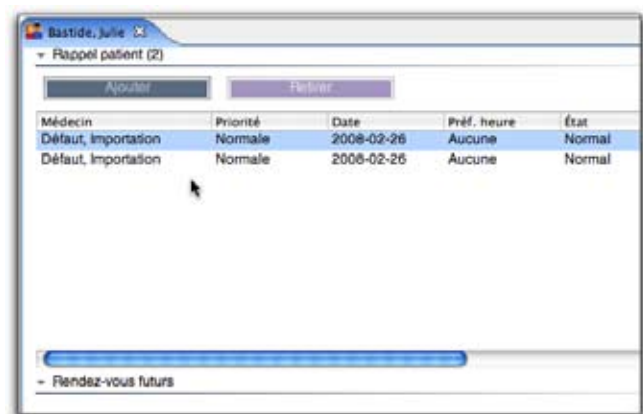 Bastide, Julie
Rappel patient (2)
Ajouter Retirer
Médecin Priorité Date Préf. heure État
Défaut, Importation Normale 2008-02-26 Aucune Normal
Défaut, Importation Normale 2008-02-26 Aucune Normal
Rendez-vous futurs